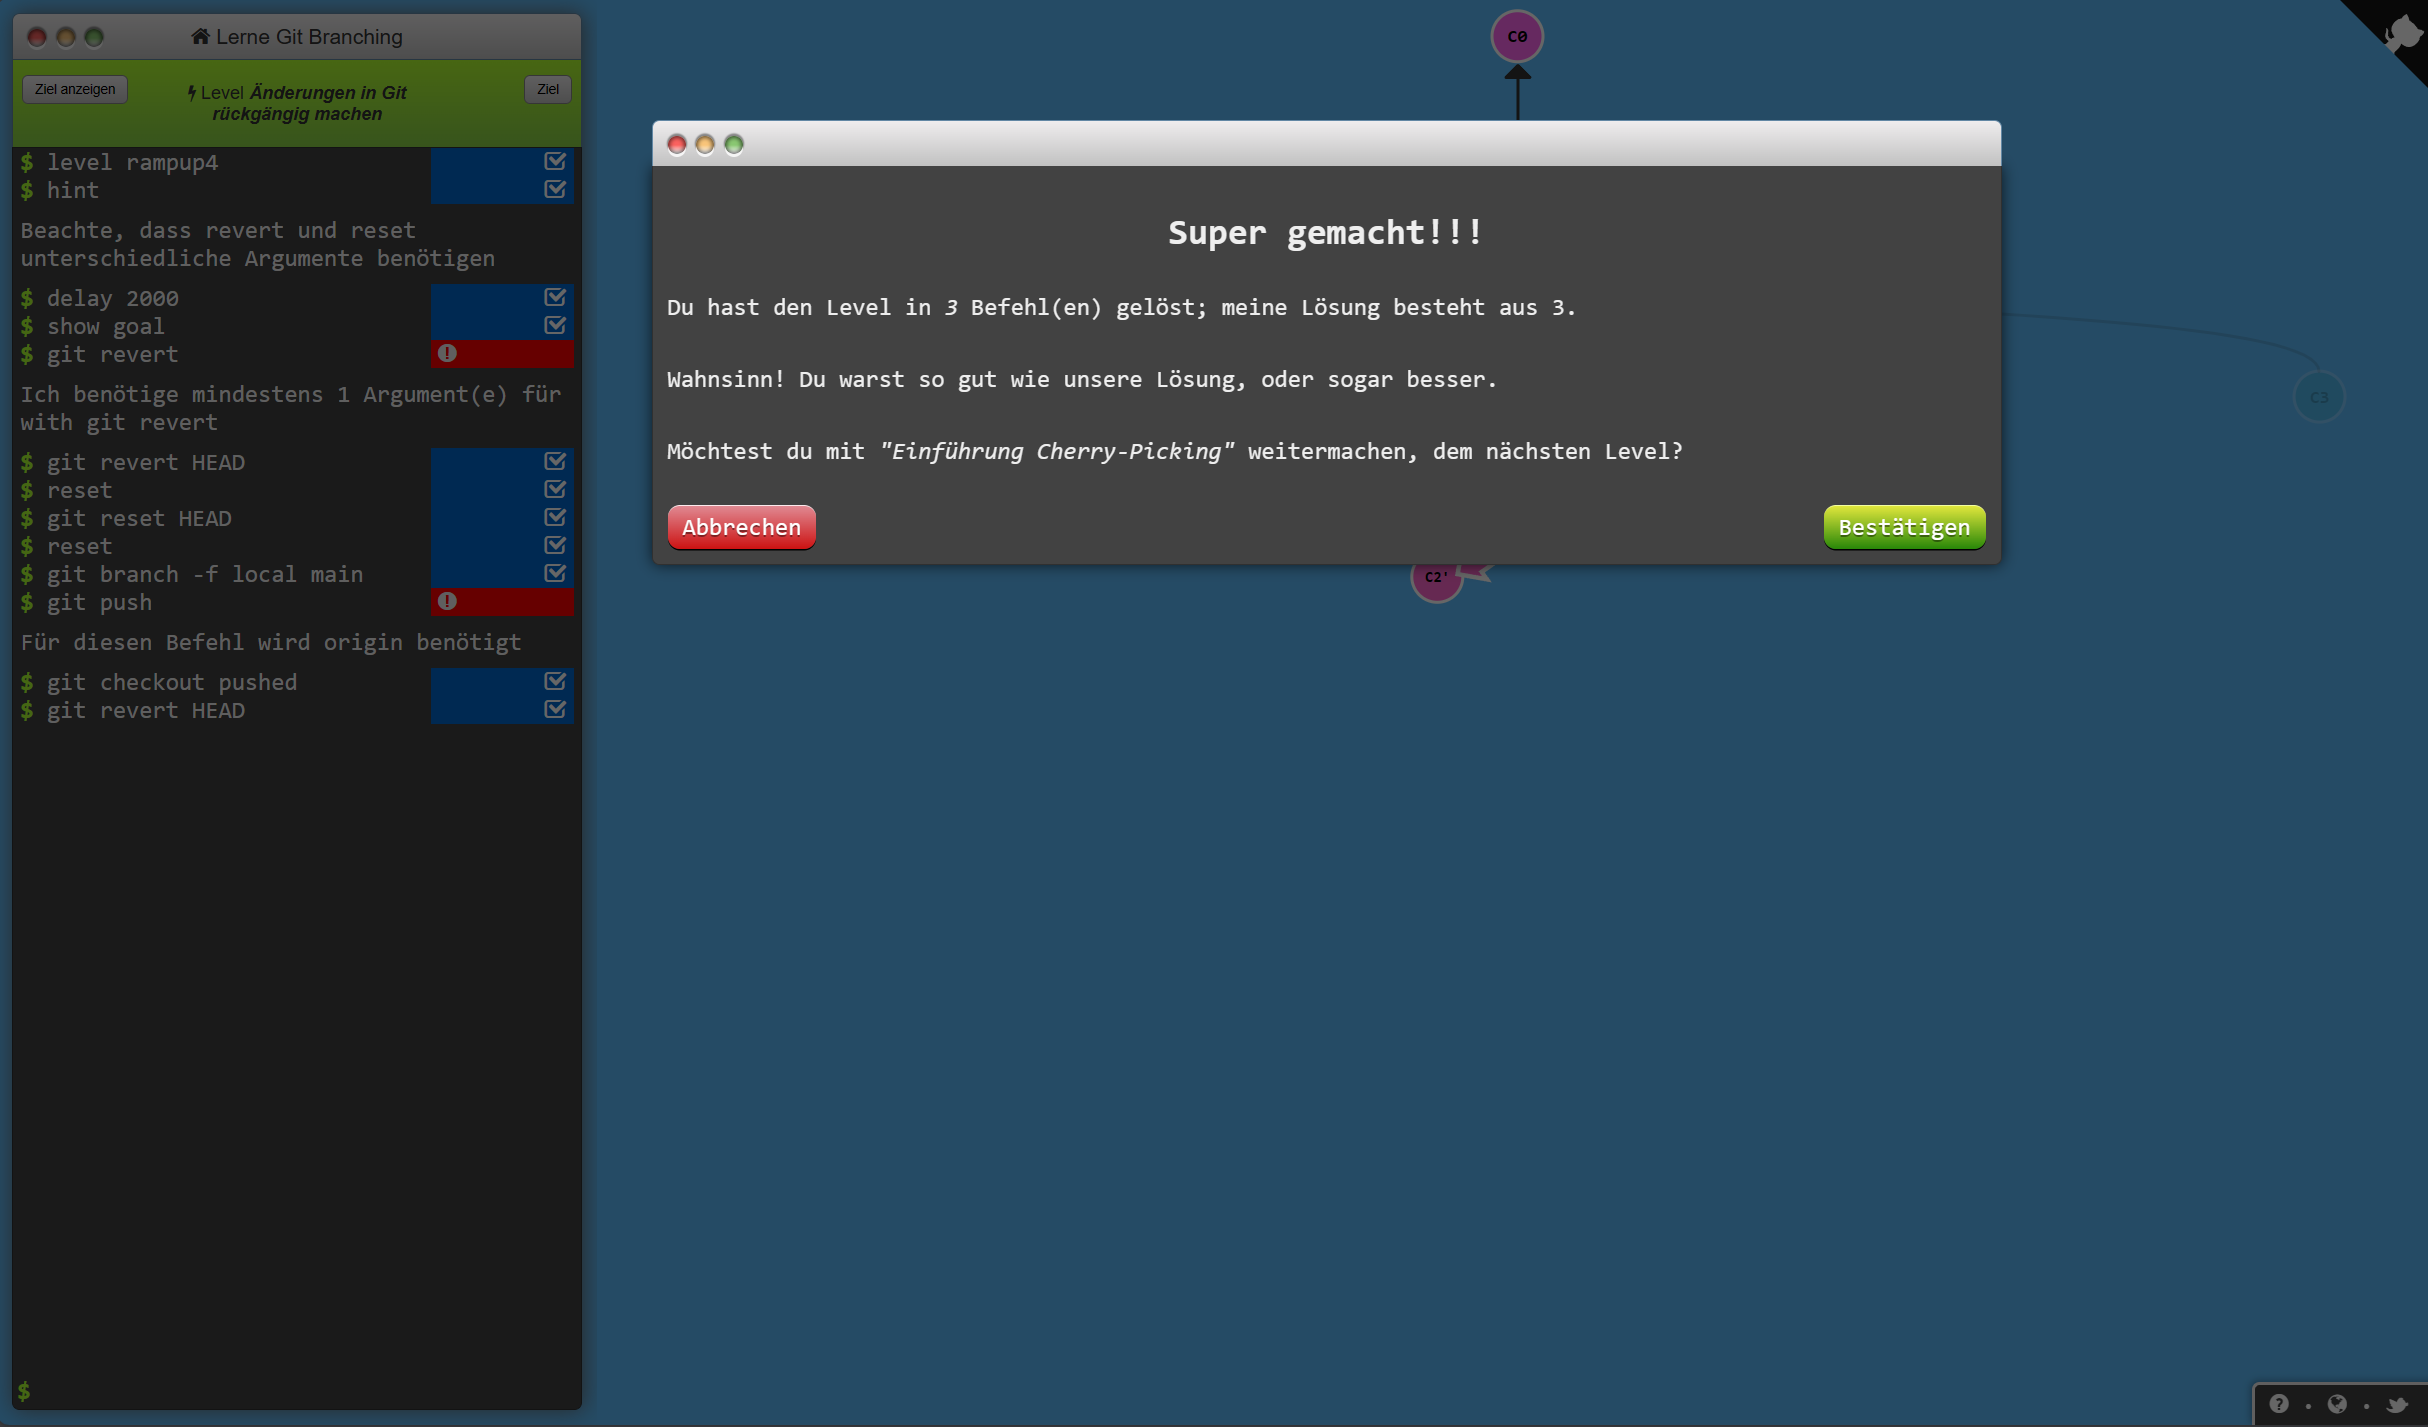 Lerne Git Branching
Ziel anzeigen
Level Änderungen in Git
rückgängig machen
Ziel
$ level rampup4
$ hint
Beachte, dass revert und reset
unterschiedliche Argumente benötigen
$ delay 2000
$ show goal
$ git revert
Ich benötige mindestens 1 Argument(e) für
with git revert
$ git revert HEAD
$ reset
$ git reset HEAD
$ reset
$ git branch -f local main
$ git push
Für diesen Befehl wird origin benötigt
$ git checkout pushed
$ git revert HEAD
$
C0
Super gemacht!!!
Du hast den Level in 3 Befehl(en) gelöst; meine Lösung besteht aus 3.
Wahnsinn! Du warst so gut wie unsere Lösung, oder sogar besser.
Möchtest du mit "Einführung Cherry-Picking" weitermachen, dem nächsten Level?
Abbrechen
Bestätigen
C3
C2'